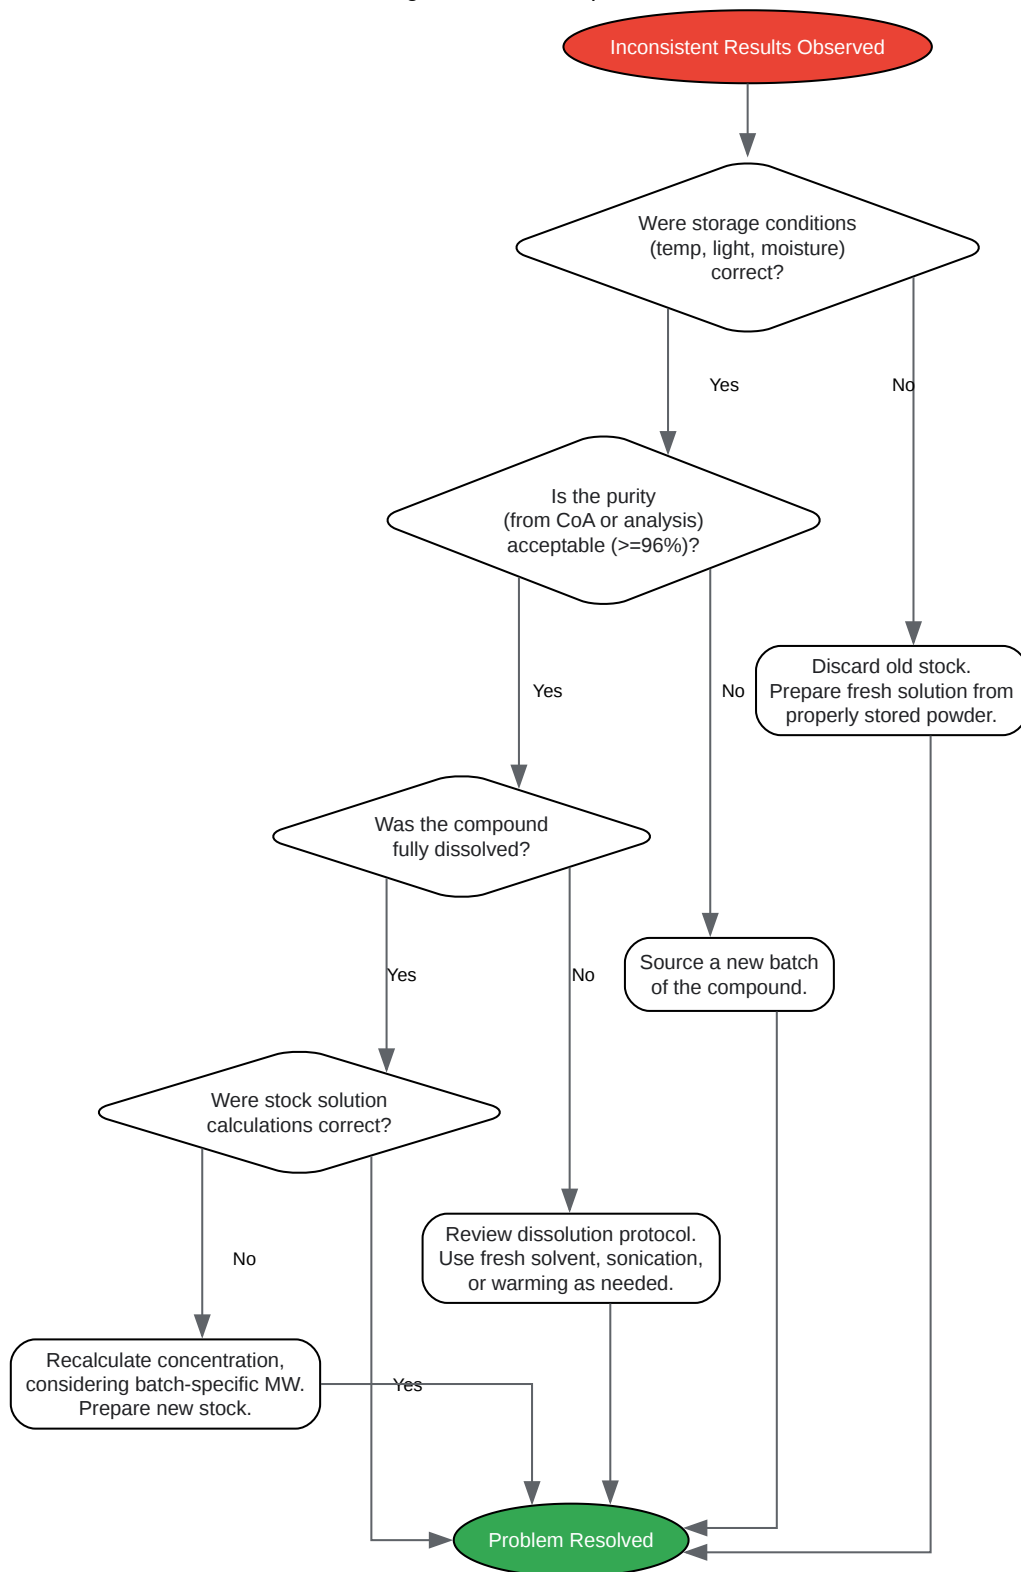 Inconsistent Results Observed
Were storage conditions
(temp, light, moisture)
correct?
Yes
No
Is the purity
(from CoA or analysis)
acceptable (>=96%)?
Discard old stock.
Prepare fresh solution from
properly stored powder.
Yes
No
Was the compound
fully dissolved?
Source a new batch
of the compound.
Yes
No
Were stock solution
calculations correct?
Review dissolution protocol.
Use fresh solvent, sonication,
or warming as needed.
No
Recalculate concentration,
considering batch-specific MW.
Prepare new stock.
Yes
Problem Resolved